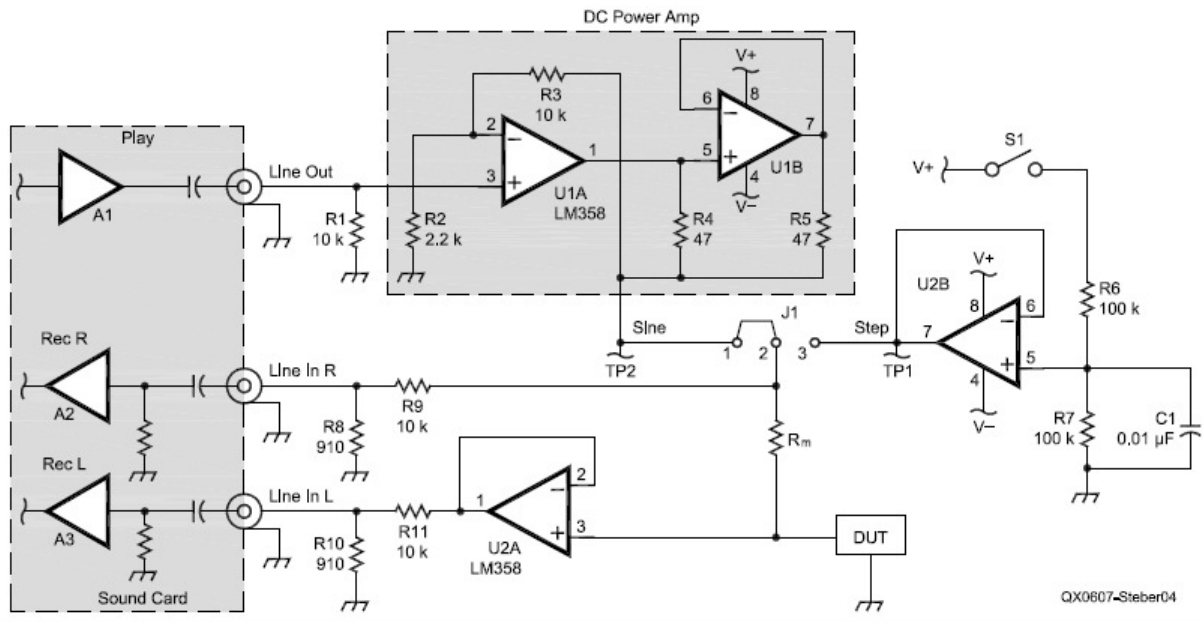 DC Power Amp
Play
A1
Line Out
R1
10 k
R2
2.2 k
R3
10 k
2
3
1
U1A
LM358
6
5
7
V+
8
4
V–
U1B
R4
47
R5
47
S1
V+
R6
100 k
U2B
V+
8
6
7
5
4
V–
R7
100 k
C1
0.01 µF
Step
TP1
Sine
TP2
J1
1
2
3
Rec R
A2
Line In R
R8
910
R9
10 k
Rm
Rec L
A3
Line In L
R10
910
R11
10 k
1
2
3
U2A
LM358
DUT
Sound Card
QX0607-Steber04